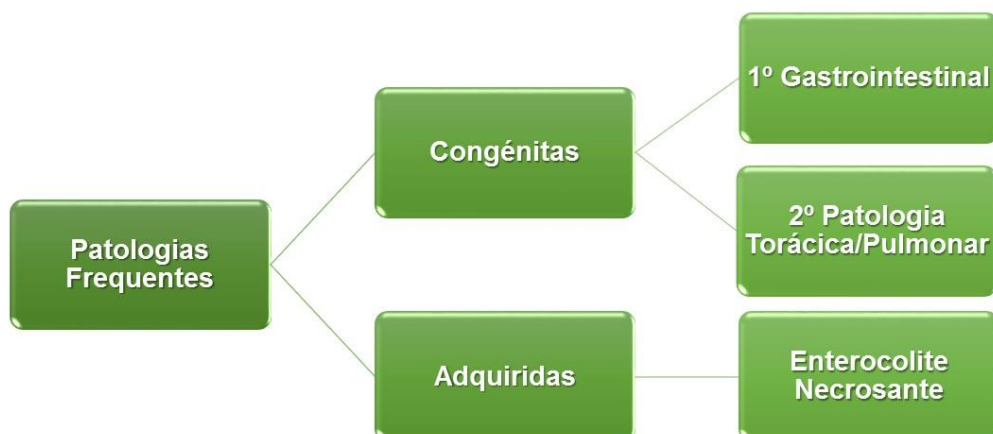 Patologias
Frequentes
Congénitas
1º Gastrointestinal
2º Patologia
Torácica/Pulmonar
Adquiridas
Enterocolite
Necrosante